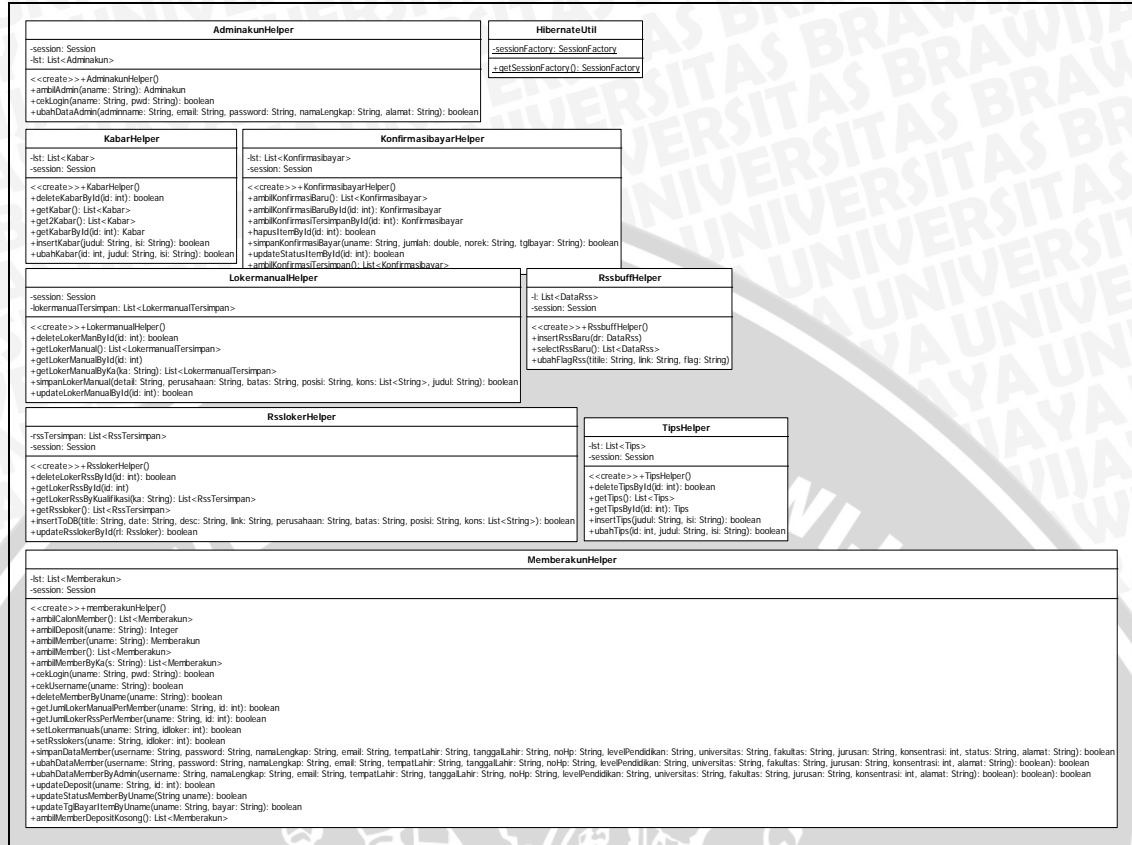 AdminakunHelper
-session: Session
-lst: List<Adminakun>
<<create>>+AdminakunHelper()
+ambilAdmin(aname: String): Adminakun
+cekLogin(aname: String, pwd: String): boolean
+ubahDataAdmin(adminname: String, email: String, password: String, namaLengkap: String, alamat: String): boolean
HibernateUtil
-sessionFactory: SessionFactory
+getSessionFactory(): SessionFactory
KabarHelper
-lst: List<Kabar>
-session: Session
<<create>>+KabarHelper()
+deleteKabarById(id: int): boolean
+getKabar(): List<Kabar>
+get2Kabar(): List<Kabar>
+getKabarById(id: int): Kabar
+insertKabar(judul: String, isi: String): boolean
+ubahKabar(id: int, judul: String, isi: String): boolean
KonfirmasibayarHelper
-lst: List<Konfirmasibayar>
-session: Session
<<create>>+KonfirmasibayarHelper()
+ambilKonfirmasiBaru(): List<Konfirmasibayar>
+ambilKonfirmasiBaruById(id: int): Konfirmasibayar
+ambilKonfirmasiTersimpanById(id: int): Konfirmasibayar
+hapusItemById(id: int): boolean
+simpanKonfirmasiBayar(uname: String, jumlah: double, norek: String, tglbayar: String): boolean
+updateStatusItemById(id: int): boolean
+ambilKonfirmasiTersimpan(): List<Konfirmasibayar>
LokermanualHelper
-session: Session
-lokermanualTersimpan: List<LokermanualTersimpan>
<<create>>+LokermanualHelper()
+deleteLokerManById(id: int): boolean
+getLokerManual(): List<LokermanualTersimpan>
+getLokerManualById(id: int)
+getLokerManualByKa(ka: String): List<LokermanualTersimpan>
+simpanLokerManual(detail: String, perusahaan: String, batas: String, posisi: String, kons: List<String>, judul: String): boolean
+updateLokerManualById(id: int): boolean
RssbuffHelper
-l: List<DataRss>
-session: Session
<<create>>+RssbuffHelper()
+insertRssBaru(dr: DataRss)
+selectRssBaru(): List<DataRss>
+ubahFlagRss(titile: String, link: String, flag: String)
RsslokerHelper
-rssTersimpan: List<RssTersimpan>
-session: Session
<<create>>+RsslokerHelper()
+deleteLokerRssById(id: int): boolean
+getLokerRssById(id: int)
+getLokerRssByKualifikasi(ka: String): List<RssTersimpan>
+getRssloker(): List<RssTersimpan>
+insertToDB(title: String, date: String, desc: String, link: String, perusahaan: String, batas: String, posisi: String, kons: List<String>): boolean
+updateRsslokerById(rl: Rssloker): boolean
TipsHelper
-lst: List<Tips>
-session: Session
<<create>>+TipsHelper()
+deleteTipsById(id: int): boolean
+getTips(): List<Tips>
+getTipsById(id: int): Tips
+insertTips(judul: String, isi: String): boolean
+ubahTips(id: int, judul: String, isi: String): boolean
MemberakunHelper
-lst: List<Memberakun>
-session: Session
<<create>>+memberakunHelper()
+ambilCalonMember(): List<Memberakun>
+ambilDeposit(uname: String): Integer
+ambilMember(uname: String): Memberakun
+ambilMember(): List<Memberakun>
+ambilMemberByKa(s: String): List<Memberakun>
+cekLogin(uname: String, pwd: String): boolean
+cekUsername(uname: String): boolean
+deleteMemberByUname(uname: String): boolean
+getJumlLokerManualPerMember(uname: String, id: int): boolean
+getJumlLokerRssPerMember(uname: String, id: int): boolean
+setLokermanuals(uname: String, idloker: int): boolean
+setRsslokers(uname: String, idloker: int): boolean
+simpanDataMember(username: String, password: String, namaLengkap: String, email: String, tempatLahir: String, tanggalLahir: String, noHp: String, levelPendidikan: String, universitas: String, fakultas: String, jurusan: String, konsentrasi: int, status: String, alamat: String): boolean
+ubahDataMember(username: String, password: String, namaLengkap: String, email: String, tempatLahir: String, tanggalLahir: String, noHp: String, levelPendidikan: String, universitas: String, fakultas: String, jurusan: String, konsentrasi: int, alamat: String): boolean): boolean
+ubahDataMemberByAdmin(username: String, namaLengkap: String, email: String, tempatLahir: String, tanggalLahir: String, noHp: String, levelPendidikan: String, universitas: String, fakultas: String, jurusan: String, konsentrasi: int, alamat: String): boolean): boolean): boolean
+updateDeposit(uname: String, id: int): boolean
+updateStatusMemberByUname(String uname): boolean
+updateTglBayarItemByUname(uname: String, bayar: String): boolean
+ambilMemberDepositKosong(): List<Memberakun>